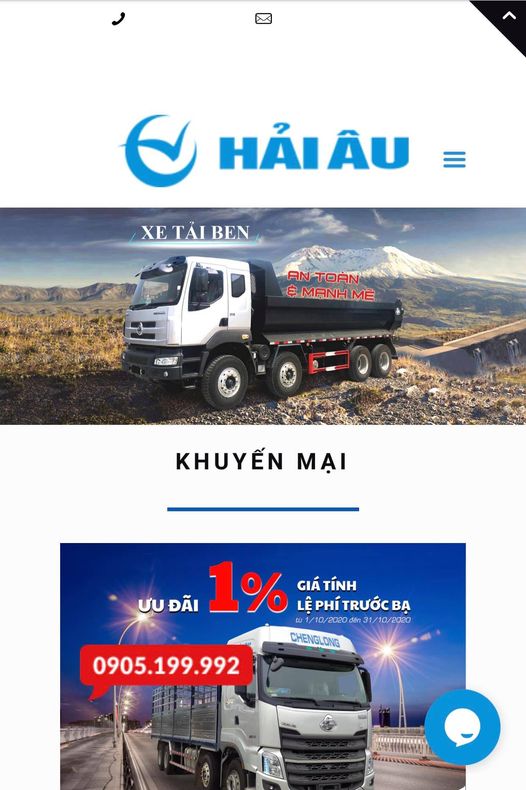 HẢI ÂU
XE TẢI BEN
AN TOÀN
& MẠNH MẼ
KHUYẾN MẠI
ƯU ĐÃI 1% GIÁ TÍNH
LỆ PHÍ TRƯỚC BẠ
từ 1/10/2020 đến 31/10/2020
CHENGLONG
0905.199.992